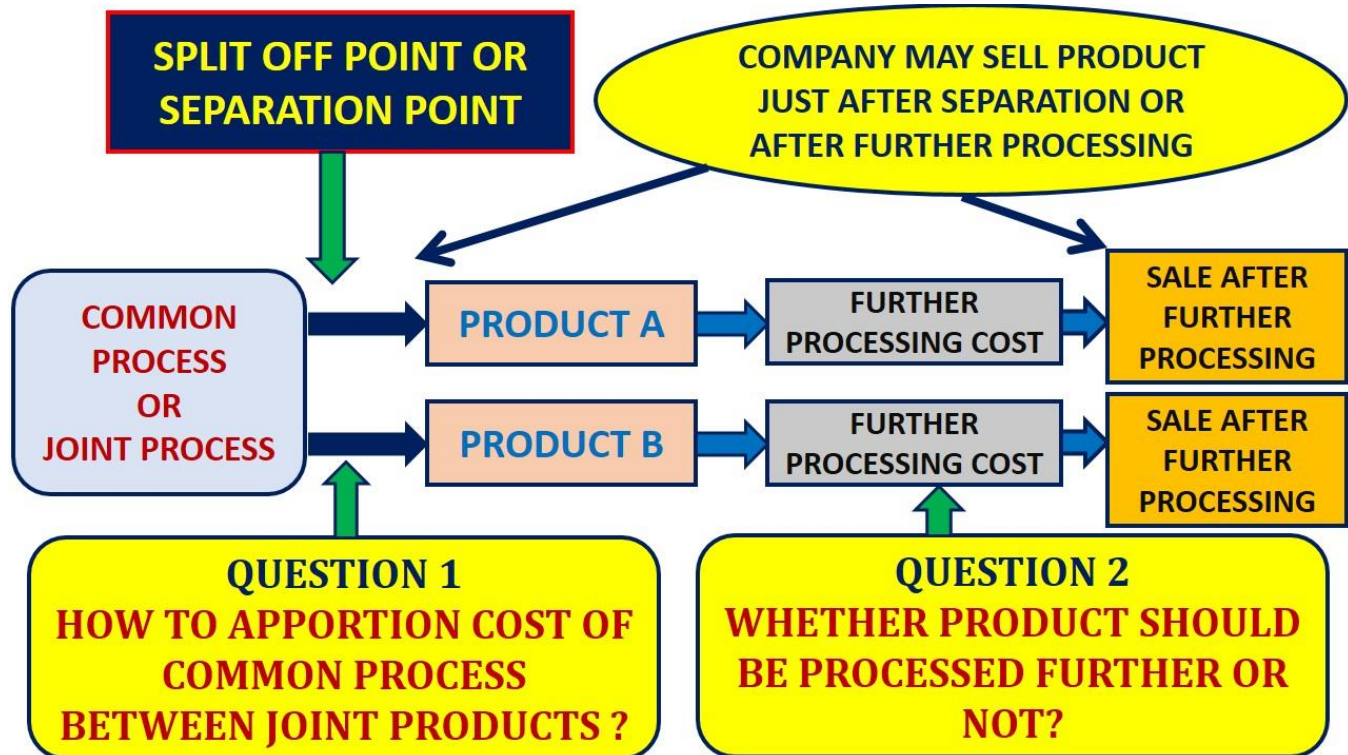 SPLIT OFF POINT OR
SEPARATION POINT
COMPANY MAY SELL PRODUCT
JUST AFTER SEPARATION OR
AFTER FURTHER PROCESSING
COMMON
PROCESS
OR
JOINT PROCESS
PRODUCT A
FURTHER
PROCESSING COST
SALE AFTER
FURTHER
PROCESSING
PRODUCT B
FURTHER
PROCESSING COST
SALE AFTER
FURTHER
PROCESSING
QUESTION 1
HOW TO APPORTION COST OF
COMMON PROCESS
BETWEEN JOINT PRODUCTS ?
QUESTION 2
WHETHER PRODUCT SHOULD
BE PROCESSED FURTHER OR
NOT?